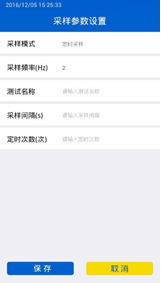 2016/12/05 15:25:33
采样参数设置
采样模式 定时采样
采样频率(Hz) 2
测试名称 请输入测试名称
采样间隔(s) 请输入采样间隔
定时次数(次) 请输入定时次数
保存 取消